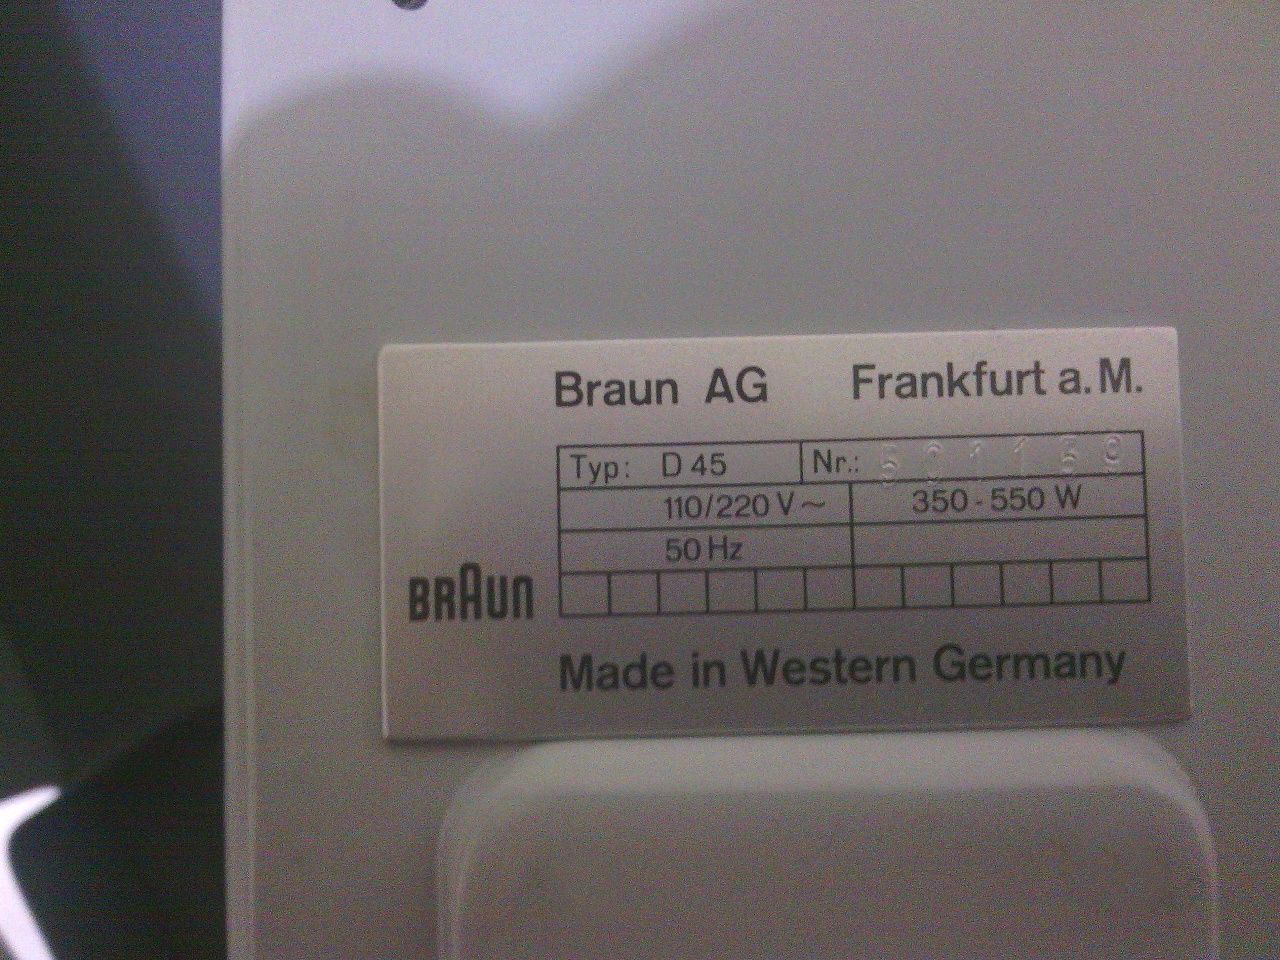 Braun AG Frankfurt a. M.
Typ: D 45 Nr.:
110/220 V~ 350-550 W
50 Hz
BRAUN
Made in Western Germany